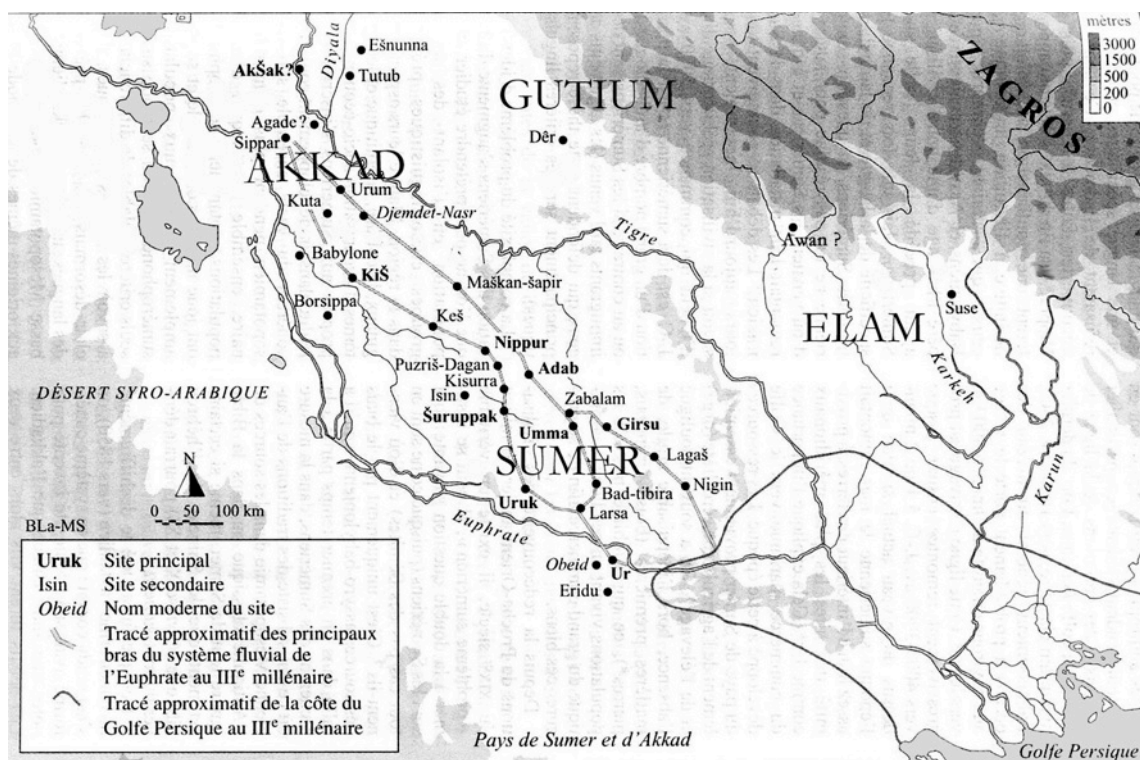 mètres
3000
1500
500
200
0
ZAGROS
Ešnunna
Diyala
AkŠak ?
Tutub
GUTIUM
Agade ?
Dêr
Sippar
AKKAD
Urum
Kuta
Djemdet-Nasr
Tigre
Awan ?
Babylone
KiŠ
Maškan-šapir
Suse
Borsippa
Keš
ELAM
Nippur
Puzriš-Dagan
Adab
Karkeh
Kisurra
DÉSERT SYRO-ARABIQUE
Isin
Zabalam
Šuruppak
Girsu
Umma
SUMER
Lagaš
N
Nigin
Karun
Uruk
Bad-tibira
0 50 100 km
Larsa
BLa-MS
Euphrate
Obeid
Ur
Eridu
Uruk Site principal
Isin Site secondaire
Obeid Nom moderne du site
Tracé approximatif des principaux
bras du système fluvial de
l'Euphrate au IIIe millénaire
Tracé approximatif de la côte du
Golfe Persique au IIIe millénaire
Pays de Sumer et d'Akkad
Golfe Persique